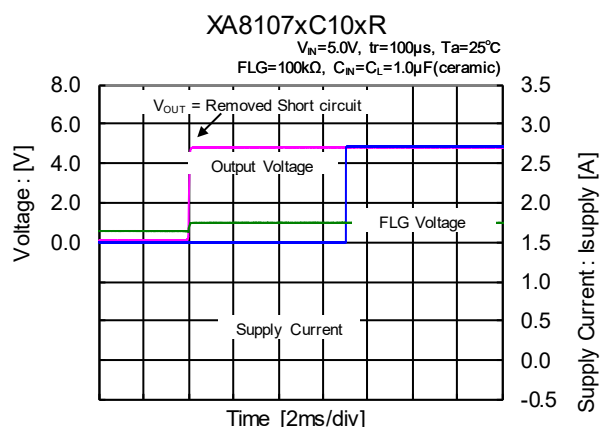 XA8107xC10xR
VIN=5.0V, tr=100μs, Ta=25℃
FLG=100kΩ, CIN=CL=1.0μF(ceramic)
8.0
6.0
4.0
2.0
0.0
Voltage : [V]
VOUT = Removed Short circuit
Output Voltage
FLG Voltage
Supply Current
3.5
3.0
2.5
2.0
1.5
1.0
0.5
0.0
-0.5
Supply Current : Isupply [A]
Time [2ms/div]